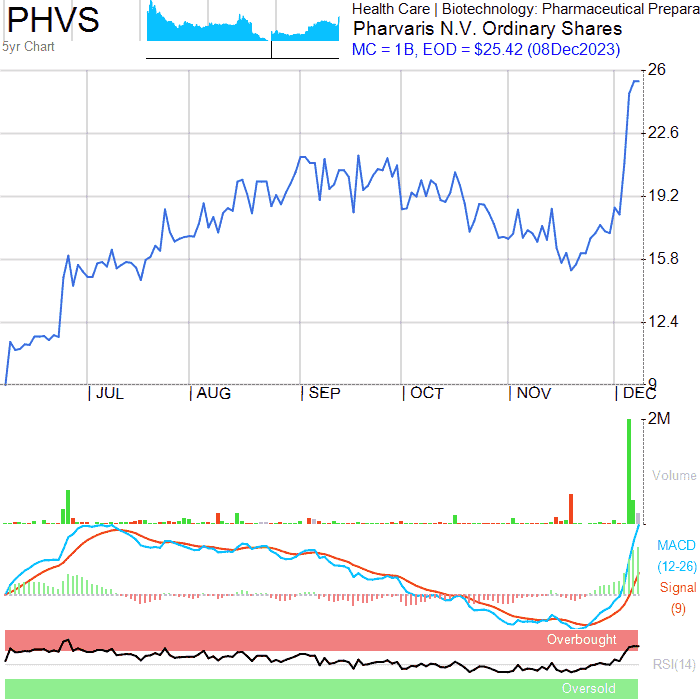 PHVS
5yr Chart
Health Care | Biotechnology: Pharmaceutical Prepara
Pharvaris N.V. Ordinary Shares
MC = 1B, EOD = $25.42 (08Dec2023)
26
22.6
19.2
15.8
12.4
9
JUL
AUG
SEP
OCT
NOV
DEC
2M
Volume
MACD
(12-26)
Signal
(9)
Overbought
RSI(14)
Oversold